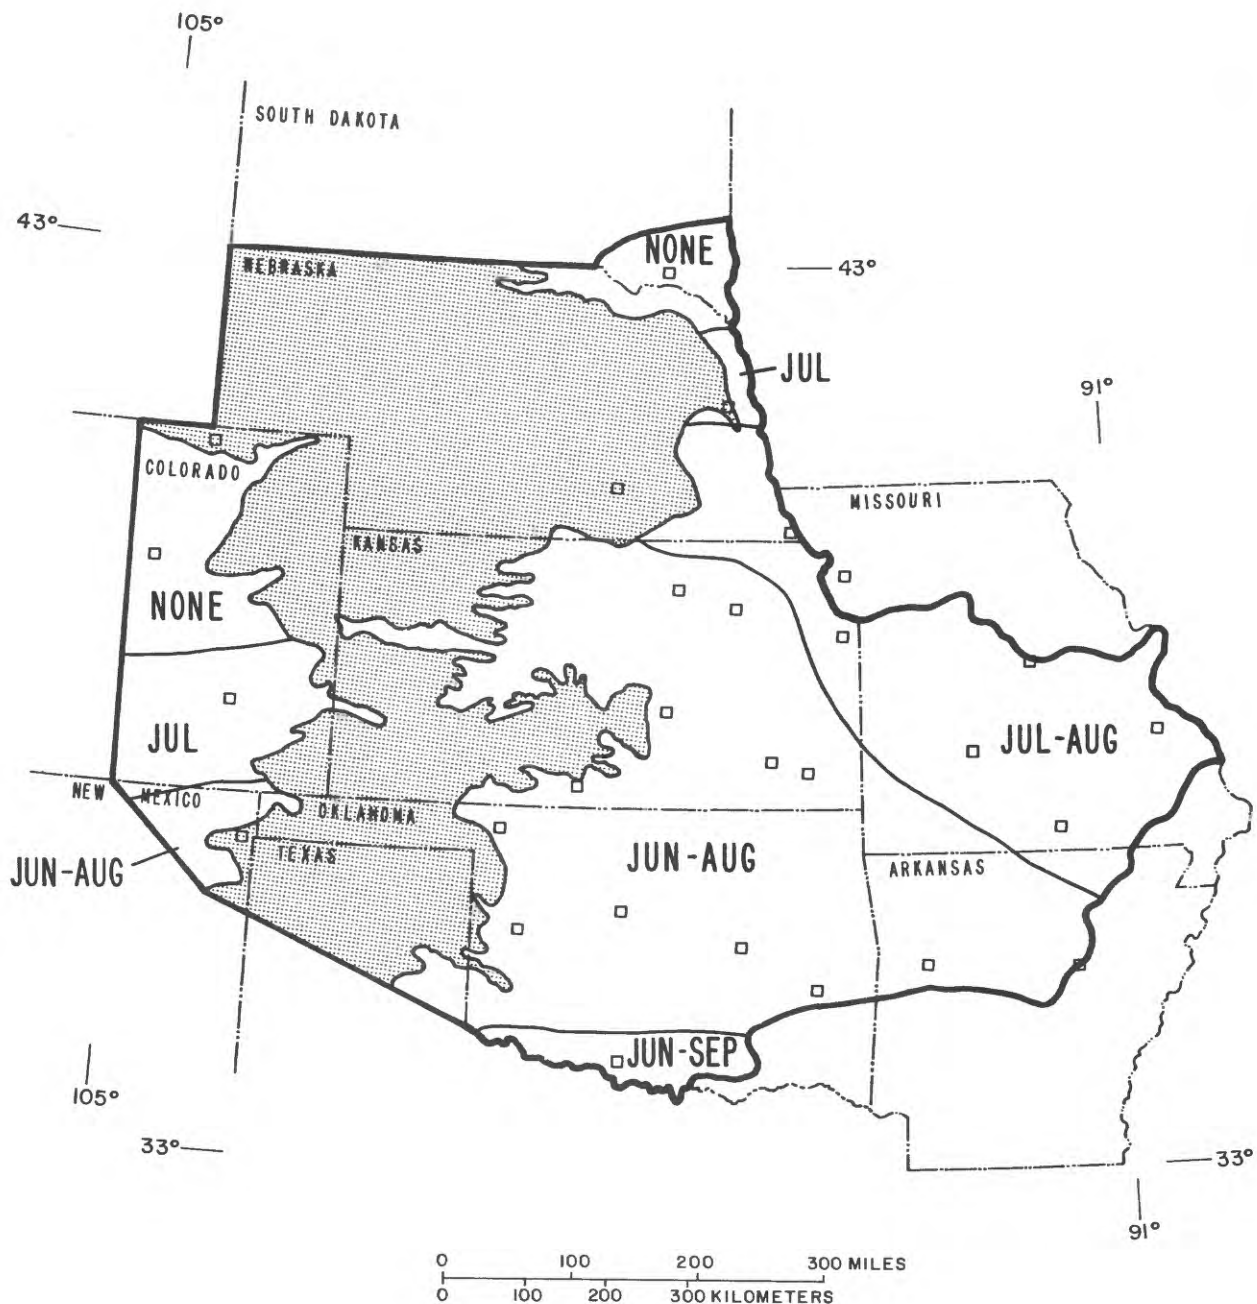 105°
SOUTH DAKOTA
43°
NONE
NEBRASKA
43°
JUL
91°
COLORADO
MISSOURI
KANSAS
NONE
JUL
JUL-AUG
NEW MEXICO
OKLAHOMA
TEXAS
JUN-AUG
ARKANSAS
JUN-AUG
JUN-SEP
105°
33°
33°
91°
0 100 200 300 MILES
0 100 200 300 KILOMETERS